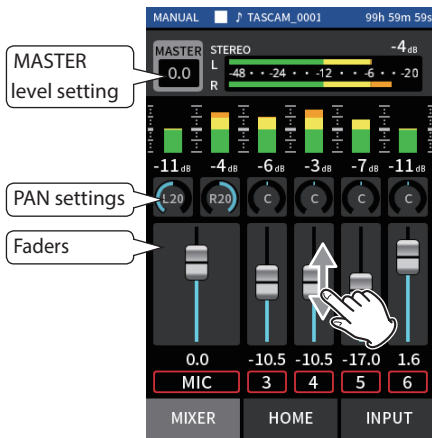 MANUAL ♪ TASCAM_0001 99h 59m 59s
MASTER
level setting
MASTER
0.0
STEREO -4dB
L
-48 · · -24 · · · -12 · · -6 · · -20
R
-11dB -4dB -6dB -3dB -7dB -11dB
PAN settings
L20 R20 C C C C
Faders
0.0 -10.5 -10.5 -17.0 1.6
MIC 3 4 5 6
MIXER HOME INPUT